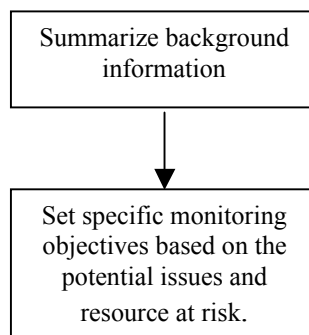 Summarize background
information
Set specific monitoring
objectives based on the
potential issues and
resource at risk.